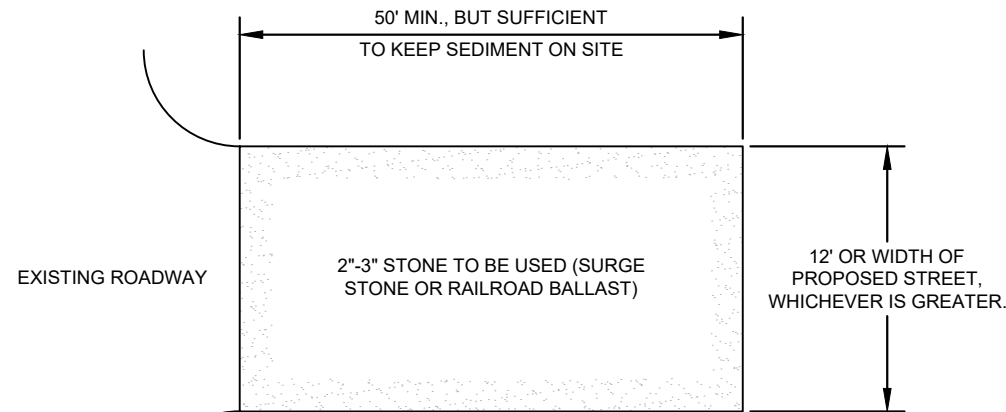 50' MIN., BUT SUFFICIENT
TO KEEP SEDIMENT ON SITE
EXISTING ROADWAY
2"-3" STONE TO BE USED (SURGE
STONE OR RAILROAD BALLAST)
12' OR WIDTH OF
PROPOSED STREET,
WHICHEVER IS GREATER.